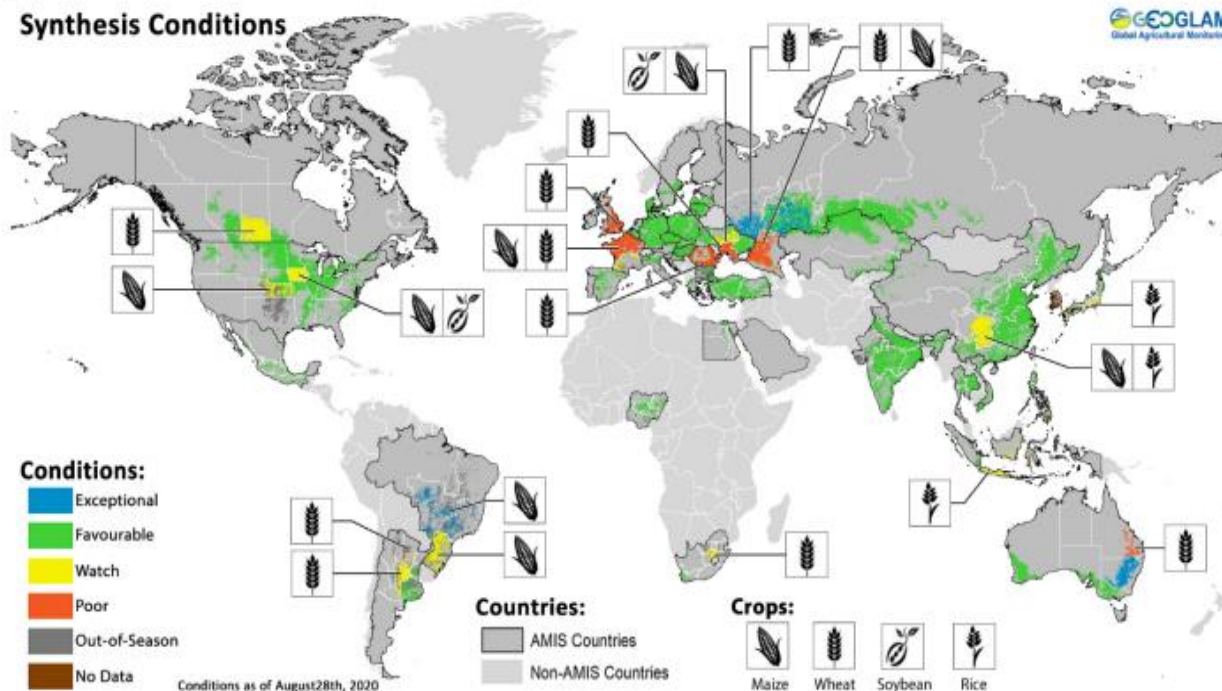 Synthesis Conditions
GEOGLAM
Global Agricultural Monitoring
Conditions:
Exceptional
Favourable
Watch
Poor
Out-of-Season
No Data
Conditions as of August28th, 2020
Countries:
AMIS Countries
Non-AMIS Countries
Crops:
Maize
Wheat
Soybean
Rice